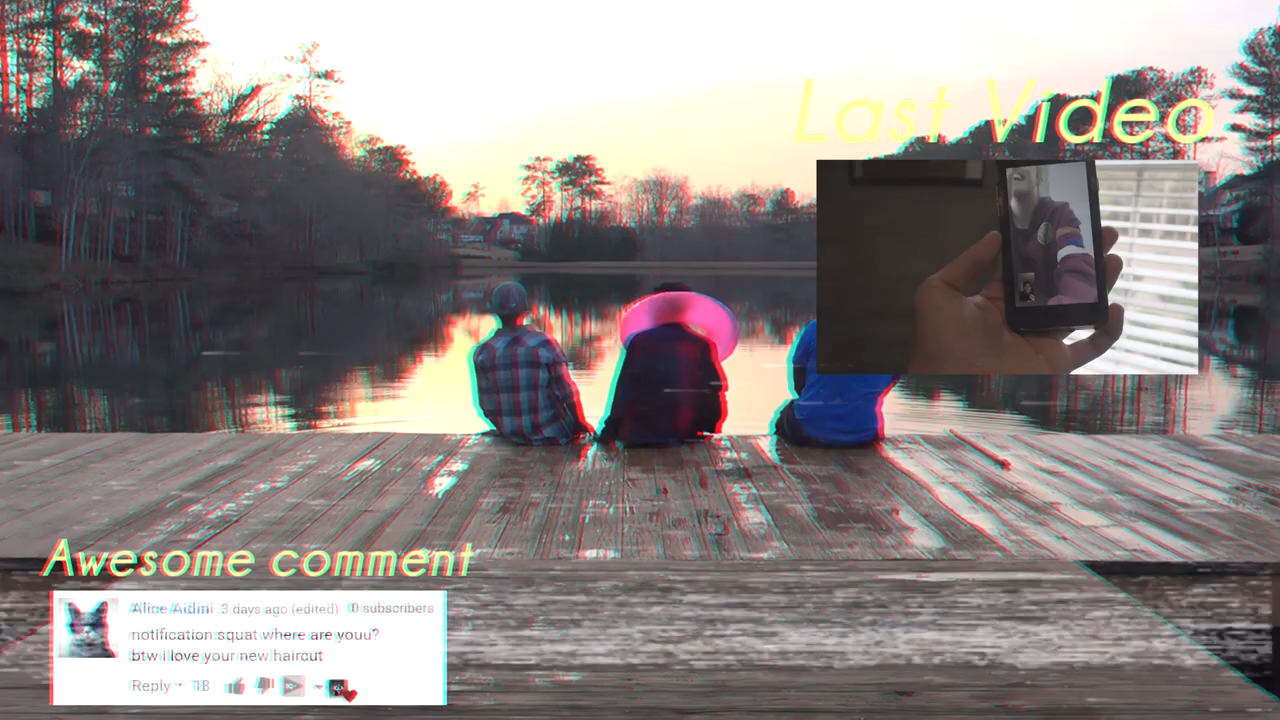 Last Video
Awesome comment
Alice Aidini 3 days ago (edited) 0 subscribers
notification squat where are youu?
btw i love your new haircut
Reply • 18